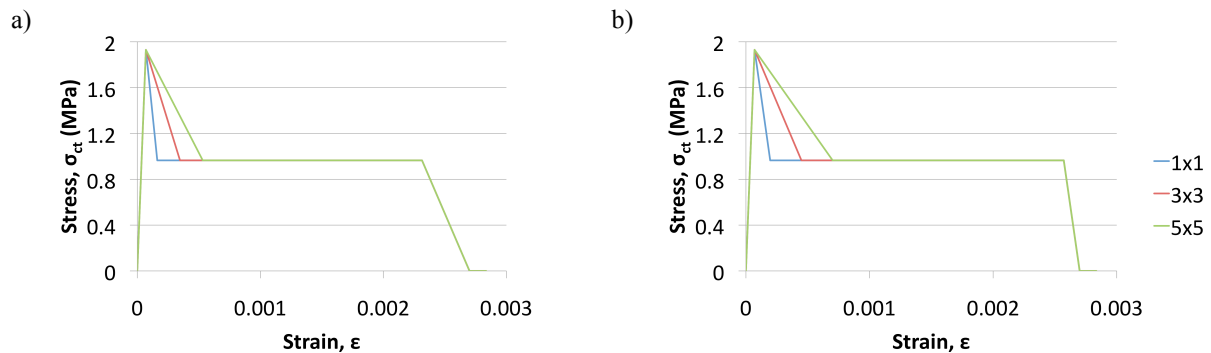 a)
Stress, σct (MPa)
2
1.6
1.2
0.8
0.4
0
0
0.001
0.002
0.003
Strain, ε
b)
Stress, σct (MPa)
2
1.6
1.2
0.8
0.4
0
0
0.001
0.002
0.003
Strain, ε
1x1
3x3
5x5